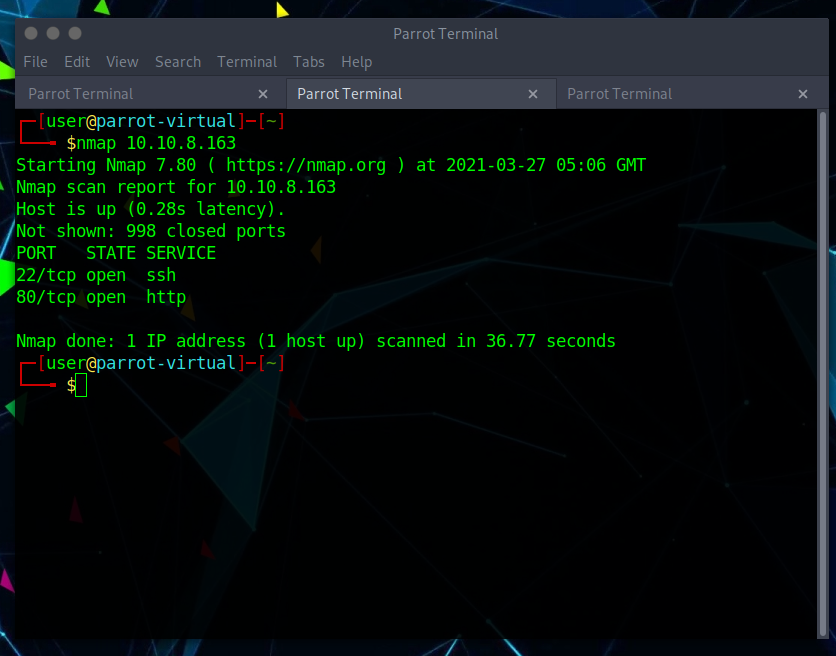 Parrot Terminal
File Edit View Search Terminal Tabs Help
Parrot Terminal × Parrot Terminal × Parrot Terminal ×
┌─[user@parrot-virtual]─[~]
└──╼ $nmap 10.10.8.163
Starting Nmap 7.80 ( https://nmap.org ) at 2021-03-27 05:06 GMT
Nmap scan report for 10.10.8.163
Host is up (0.28s latency).
Not shown: 998 closed ports
PORT   STATE SERVICE
22/tcp open  ssh
80/tcp open  http
Nmap done: 1 IP address (1 host up) scanned in 36.77 seconds
┌─[user@parrot-virtual]─[~]
└──╼ $